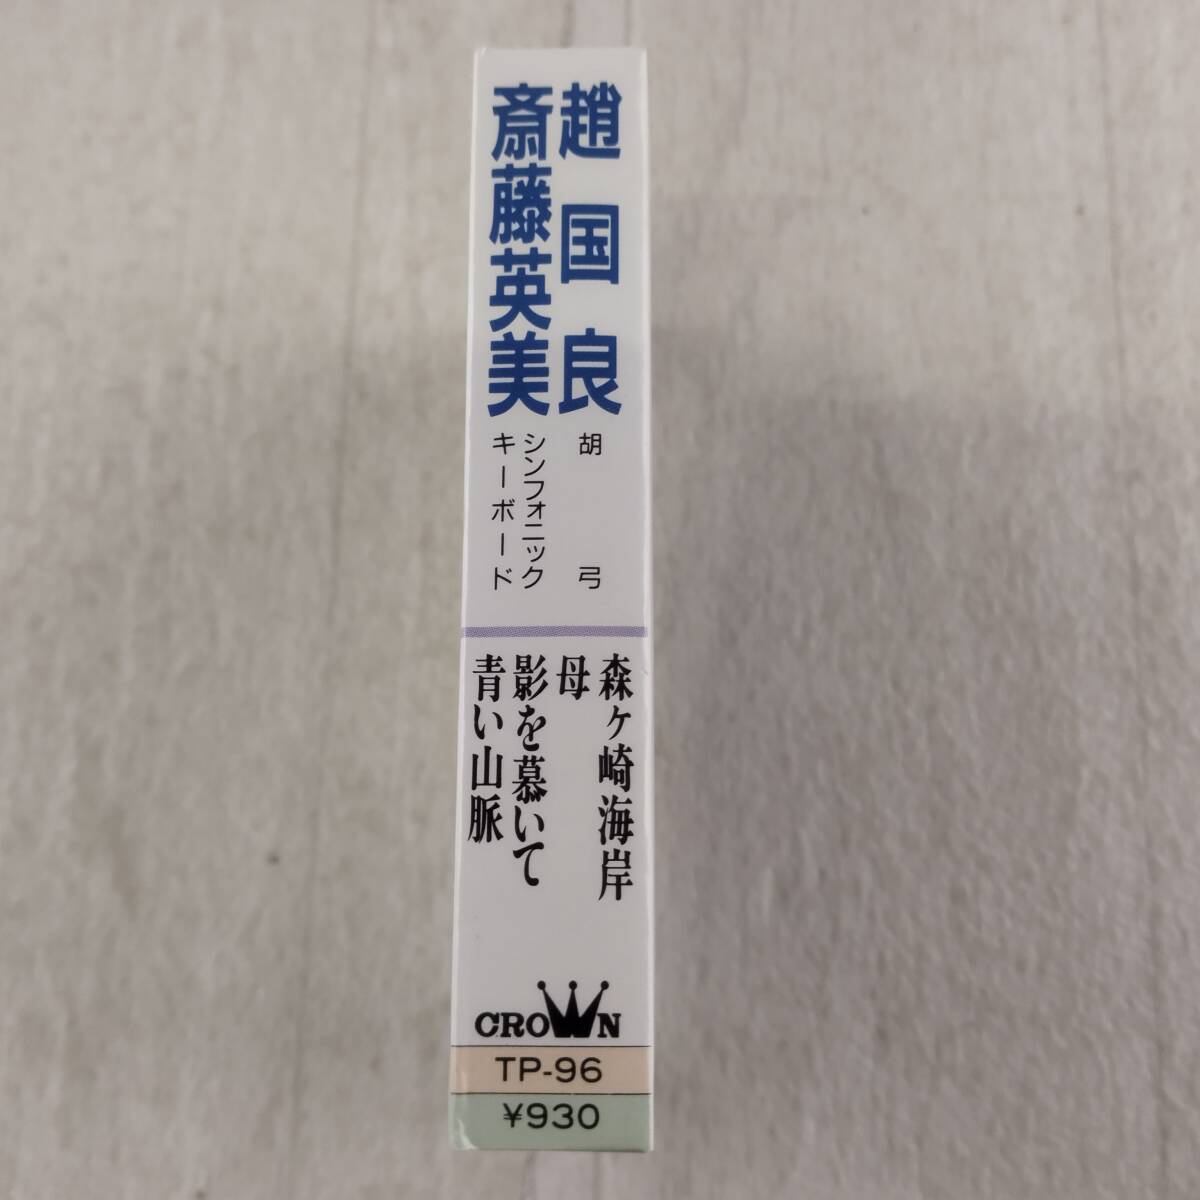 趙国良
胡弓
斎藤英美
シンフォニック
キーボード
森ヶ崎海岸
母
影を慕いて
青い山脈
CROWN
TP-96
¥930